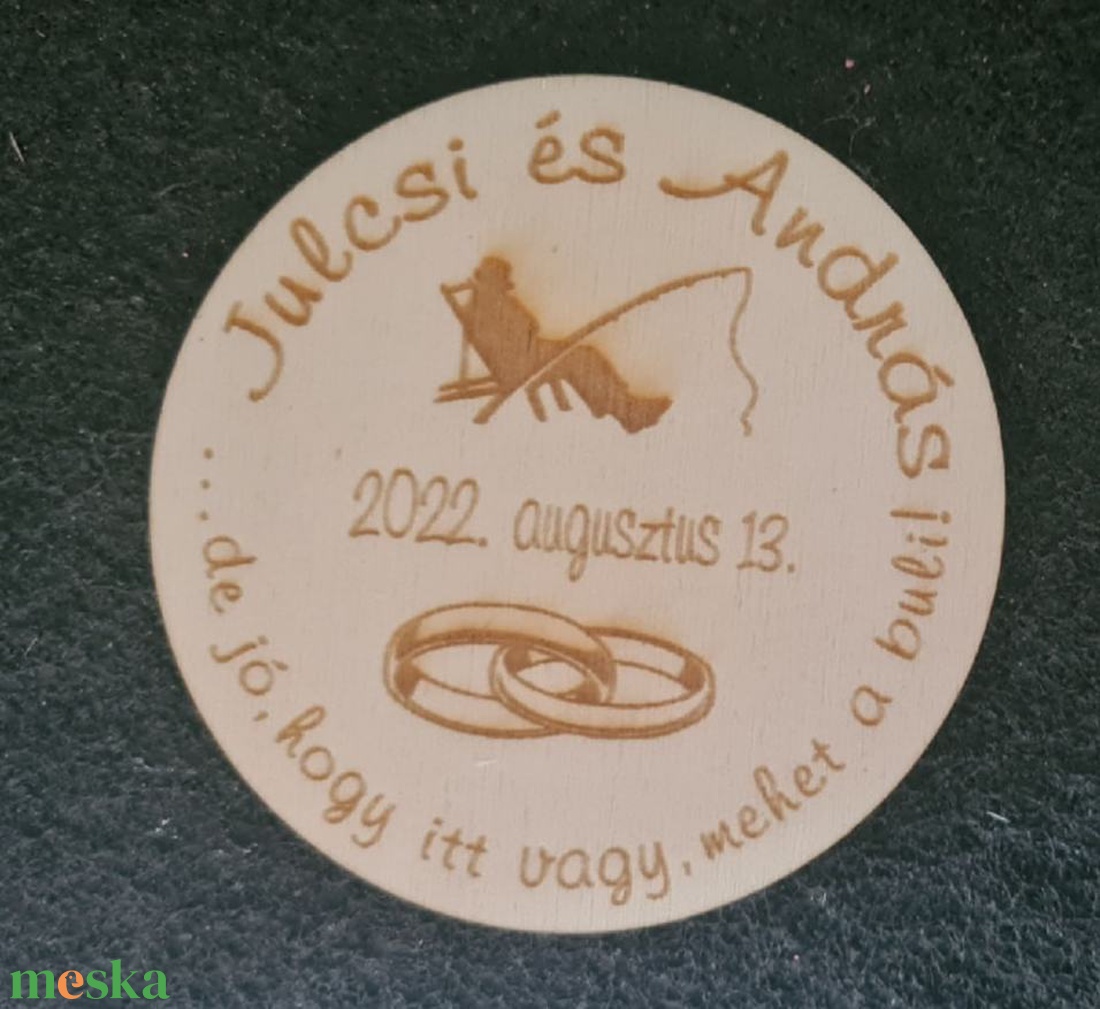 Julcsi és András
2022. augusztus 13.
...de jó, hogy itt vagy, mehet a buli!
meska